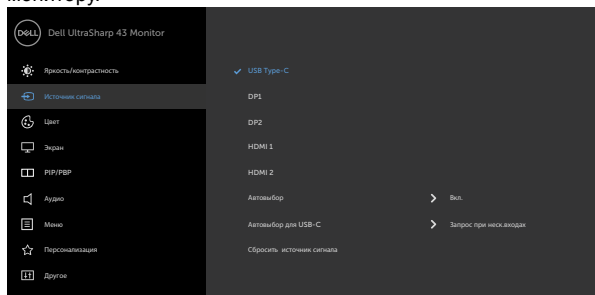 монитору.
DELL
Dell UltraSharp 43 Monitor
Яркость/контрастность
USB Type-C
Источник сигнала
DP1
Цвет
DP2
Экран
HDMI 1
PIP/PBP
HDMI 2
Аудио
Автовыбор
Вкл.
Меню
Автовыбор для USB-C
Запрос при неск.входах
Персонализация
Сбросить источник сигнала
Другое